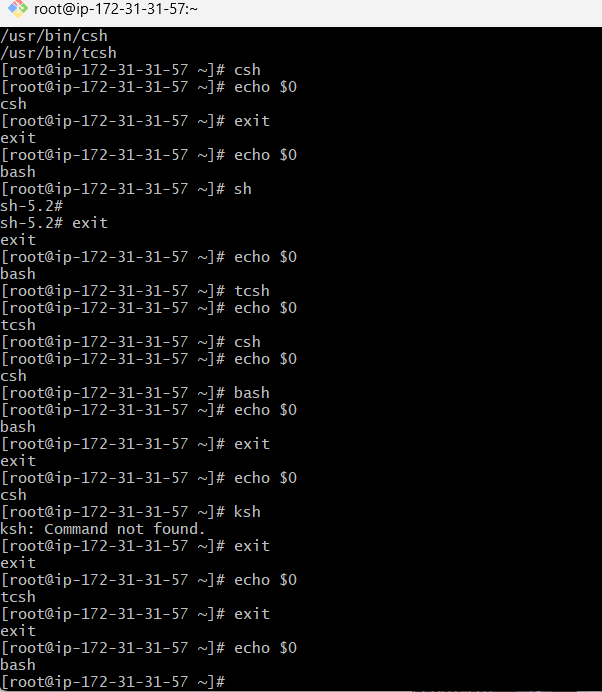 root@ip-172-31-31-57:~
/usr/bin/csh
/usr/bin/tcsh
[root@ip-172-31-31-57 ~]# csh
[root@ip-172-31-31-57 ~]# echo $0
csh
[root@ip-172-31-31-57 ~]# exit
exit
[root@ip-172-31-31-57 ~]# echo $0
bash
[root@ip-172-31-31-57 ~]# sh
sh-5.2#
sh-5.2# exit
exit
[root@ip-172-31-31-57 ~]# echo $0
bash
[root@ip-172-31-31-57 ~]# tcsh
[root@ip-172-31-31-57 ~]# echo $0
tcsh
[root@ip-172-31-31-57 ~]# csh
[root@ip-172-31-31-57 ~]# echo $0
csh
[root@ip-172-31-31-57 ~]# bash
[root@ip-172-31-31-57 ~]# echo $0
bash
[root@ip-172-31-31-57 ~]# exit
exit
[root@ip-172-31-31-57 ~]# echo $0
csh
[root@ip-172-31-31-57 ~]# ksh
ksh: Command not found.
[root@ip-172-31-31-57 ~]# exit
exit
[root@ip-172-31-31-57 ~]# echo $0
tcsh
[root@ip-172-31-31-57 ~]# exit
exit
[root@ip-172-31-31-57 ~]# echo $0
bash
[root@ip-172-31-31-57 ~]#